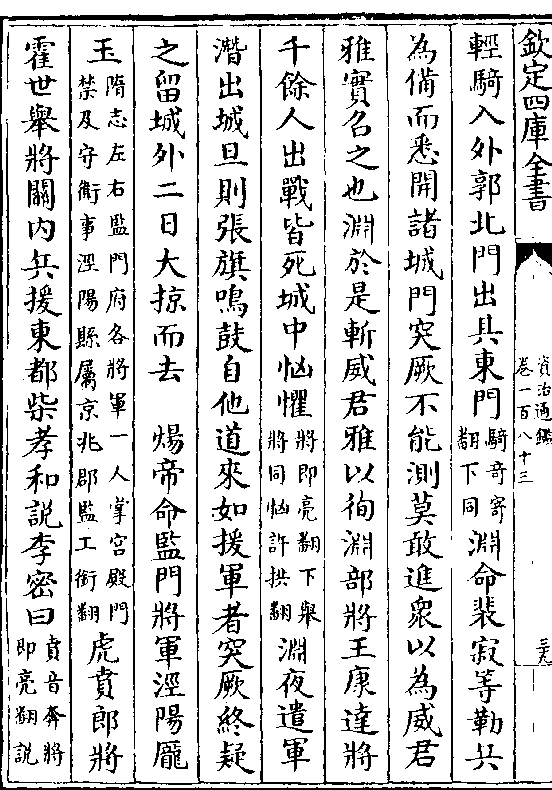 欽定四庫全書
資治通鑑
卷一百八十三
三九
輕騎入外郭北門出其東門騎奇寄翻下同淵命裴寂等勒兵
為備而悉開諸城門突厥不能測莫敢進衆以為威君
雅實召之也淵於是斬威君雅以徇淵部將王康達將
千餘人出戰皆死城中恟懼將即亮翻下舉將同恟許拱翻淵夜遣軍
潛出城旦則張旗鳴鼓自他道來如援軍者突厥終疑
之留城外二日大掠而去 煬帝命監門將軍涇陽龐
玉隋志左右監門府各將軍一人掌宮殿門禁及守衞事涇陽縣屬京兆郡監工銜翻虎賁郎將
霍世舉將關內兵援東都柴孝和説李密曰賁音奔將即亮翻説